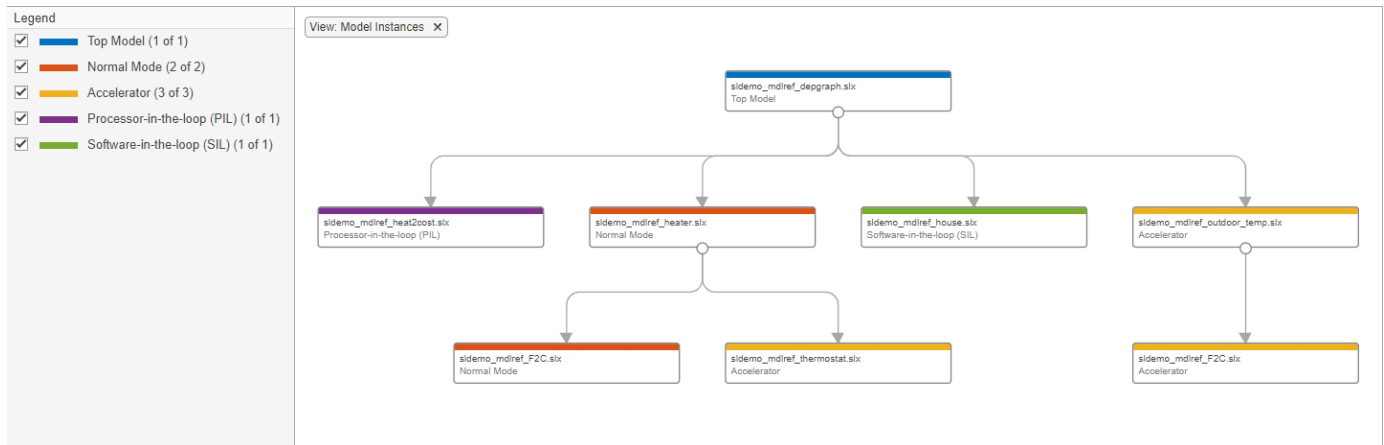 Legend
Top Model (1 of 1)
Normal Mode (2 of 2)
Accelerator (3 of 3)
Processor-in-the-loop (PIL) (1 of 1)
Software-in-the-loop (SIL) (1 of 1)
View: Model Instances
sldemo_mdlref_depgraph.slx
Top Model
sldemo_mdlref_heat2cost.slx
Processor-in-the-loop (PIL)
sldemo_mdlref_heater.slx
Normal Mode
sldemo_mdlref_house.slx
Software-in-the-loop (SIL)
sldemo_mdlref_outdoor_temp.slx
Accelerator
sldemo_mdlref_F2C.slx
Normal Mode
sldemo_mdlref_thermostat.slx
Accelerator
sldemo_mdlref_F2C.slx
Accelerator